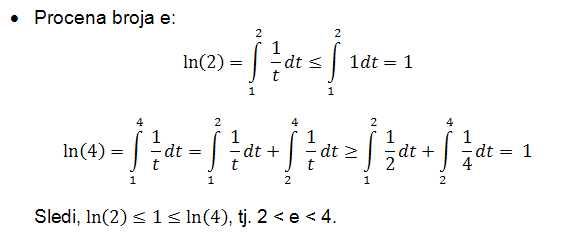 • Procena broja e:
ln(2) = ∫₁² 1/t dt ≤ ∫₁² 1dt = 1
ln(4) = ∫₁⁴ 1/t dt = ∫₁² 1/t dt + ∫₂⁴ 1/t dt ≥ ∫₁² 1/2 dt + ∫₂⁴ 1/4 dt = 1
Sledi, ln(2) ≤ 1 ≤ ln(4), tj. 2 < e < 4.